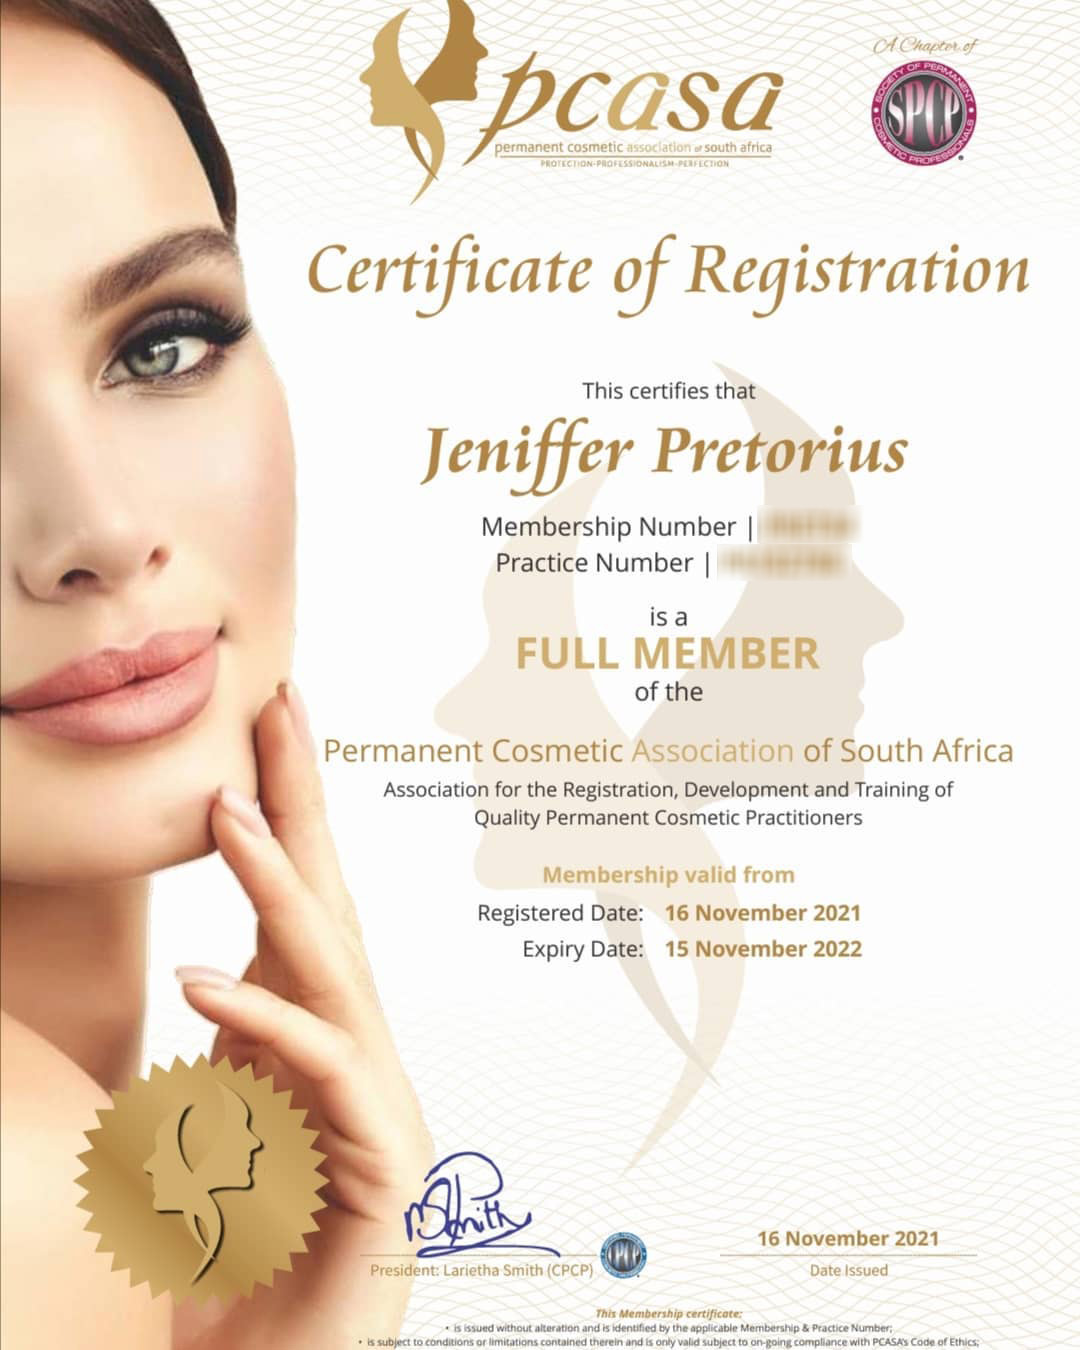 pcasa
permanent cosmetic association of south africa
PROTECTION-PROFESSIONALISM-PERFECTION
A Chapter of
SOCIETY OF PERMANENT
SPCP
COSMETIC PROFESSIONALS
Certificate of Registration
This certifies that
Jeniffer Pretorius
Membership Number |
Practice Number |
is a
FULL MEMBER
of the
Permanent Cosmetic Association of South Africa
Association for the Registration, Development and Training of
Quality Permanent Cosmetic Practitioners
Membership valid from
Registered Date: 16 November 2021
Expiry Date: 15 November 2022
Smith
President: Larietha Smith (CPCP)
SPCP
16 November 2021
Date Issued
This Membership certificate:
• is issued without alteration and is identified by the applicable Membership & Practice Number;
• is subject to conditions or limitations contained therein and is only valid subject to on-going compliance with PCASA's Code of Ethics;